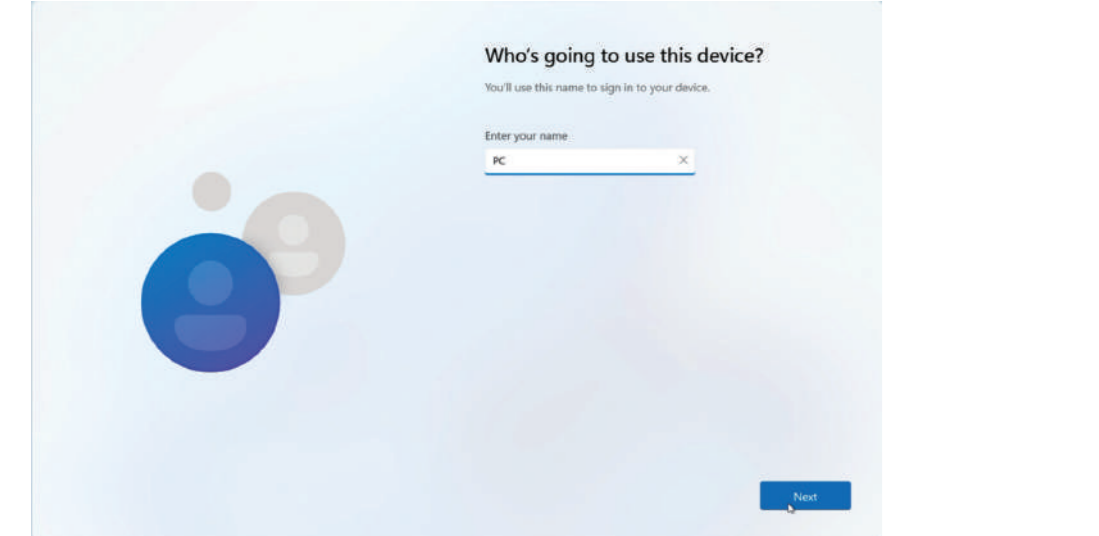 Who's going to use this device?
You'll use this name to sign in to your device.
Enter your name
PC
Next